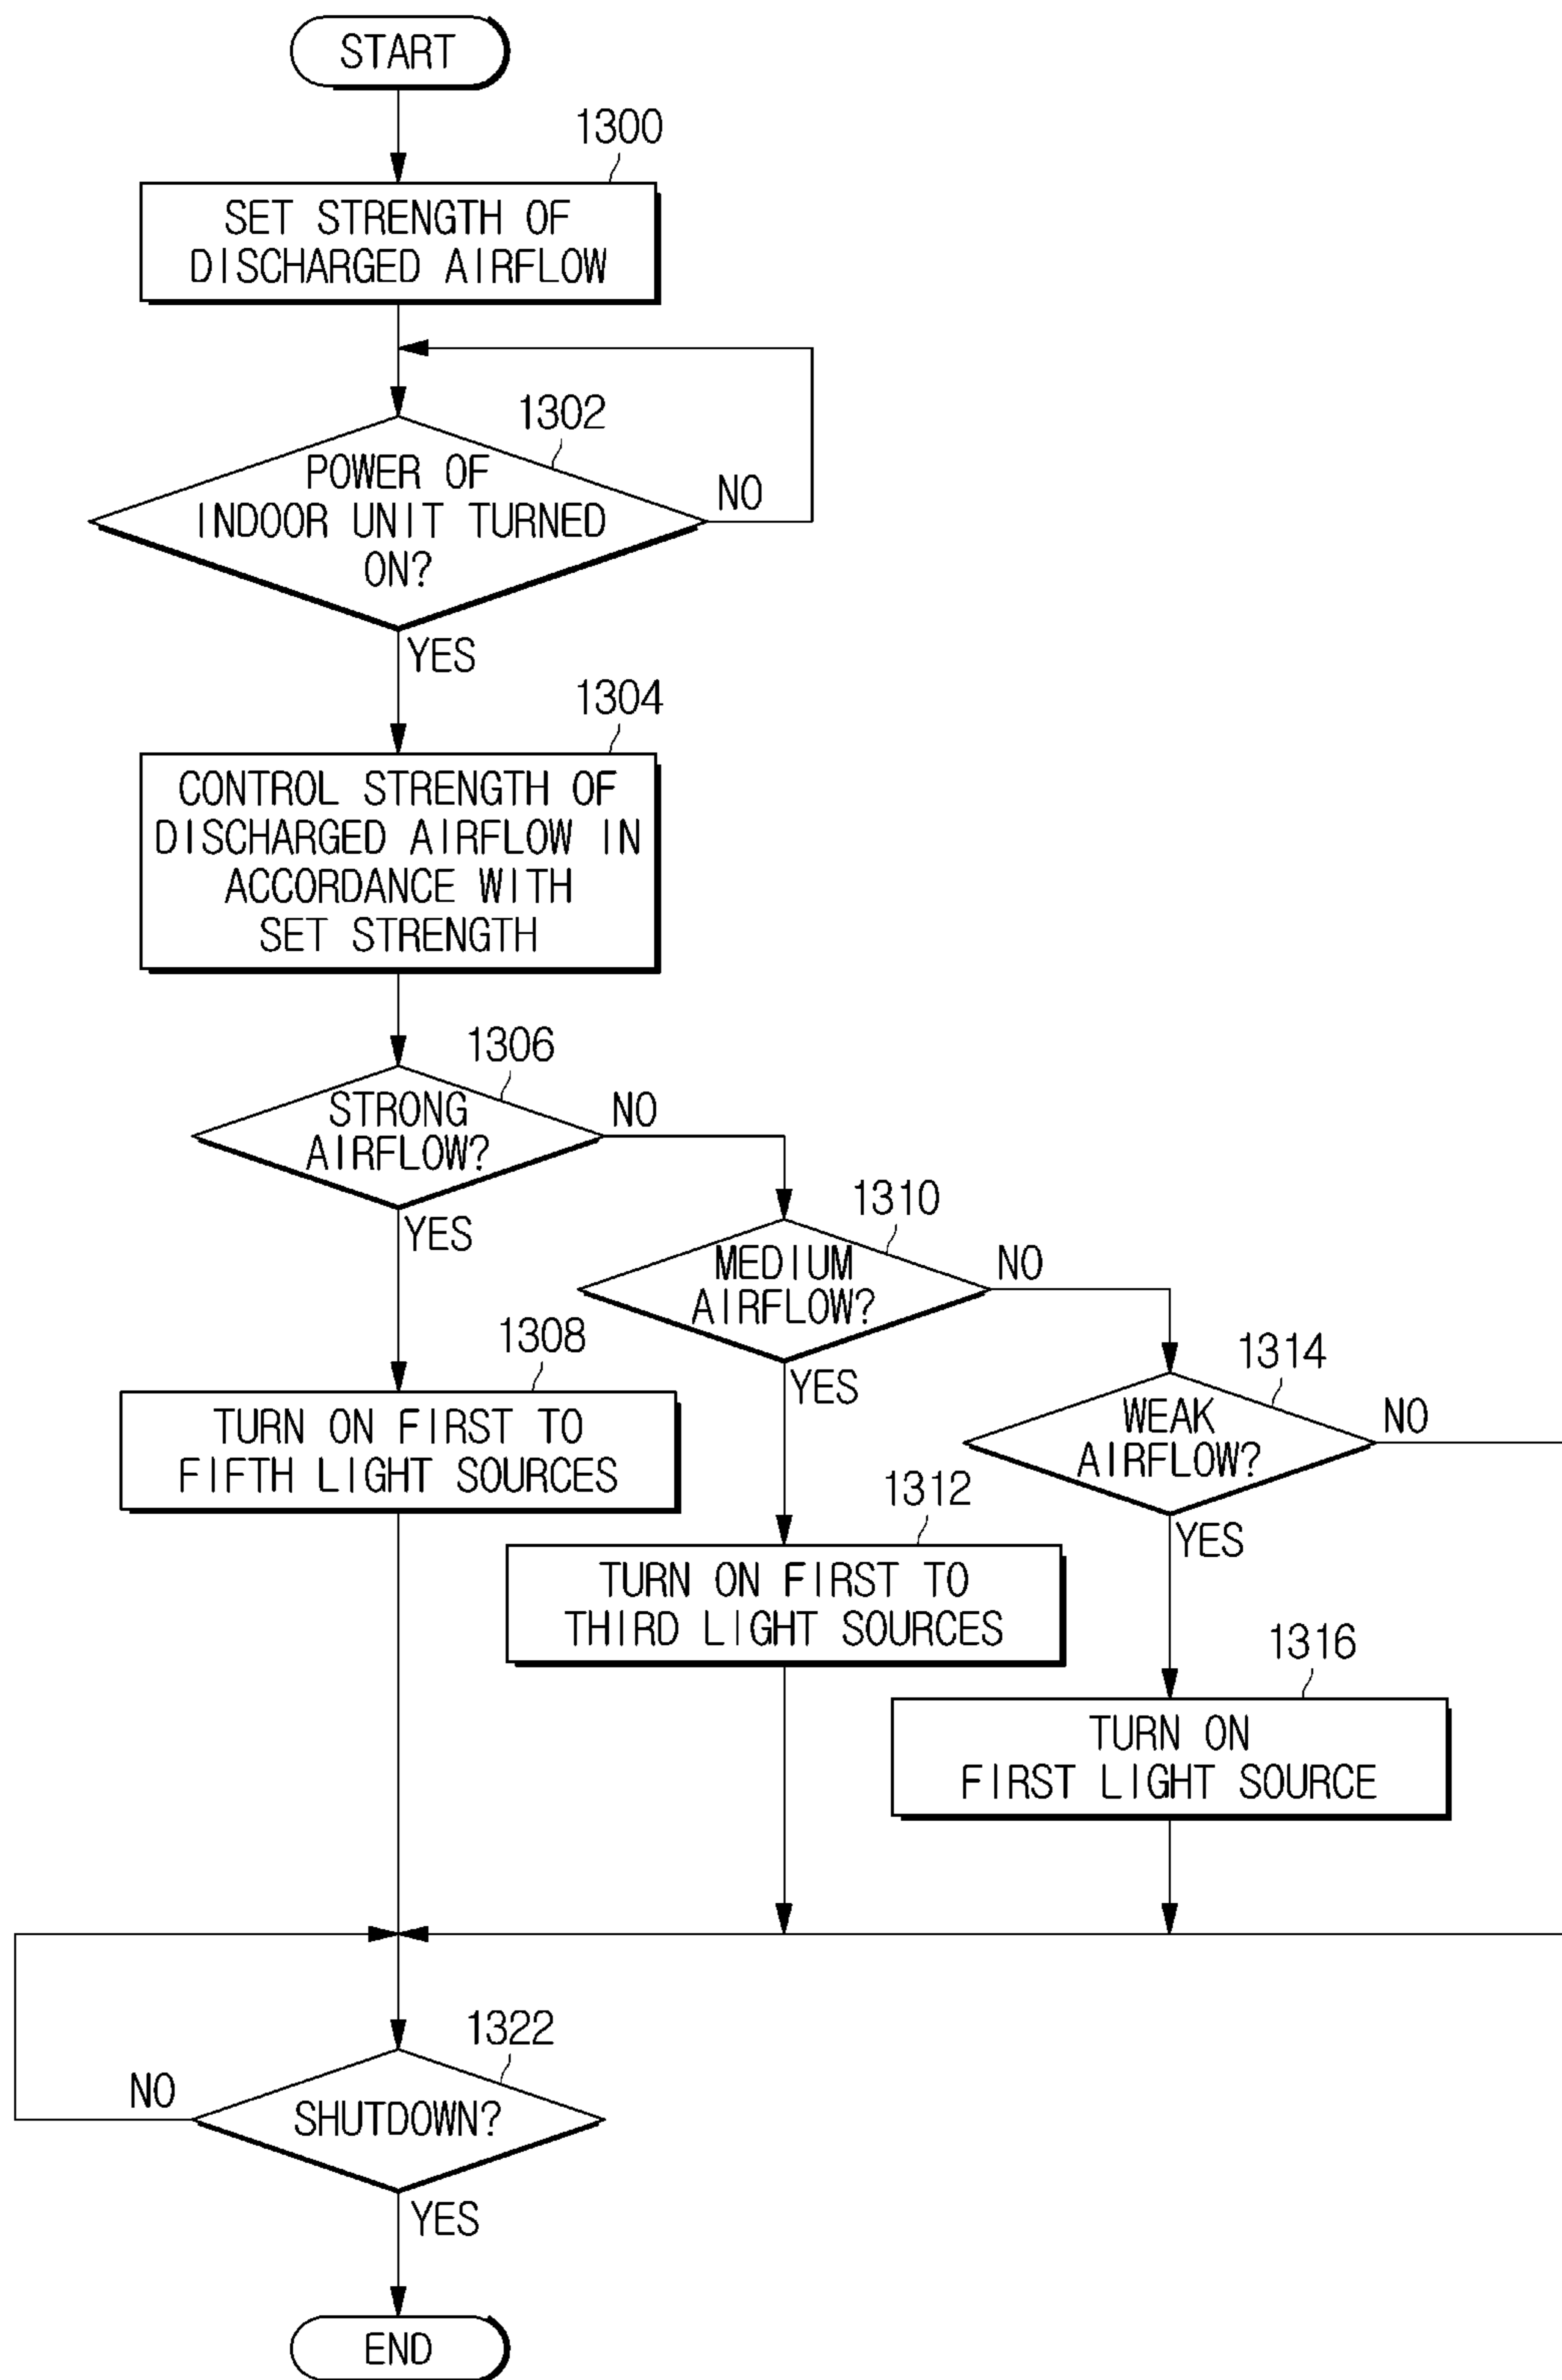 START
1300
SET STRENGTH OF
DISCHARGED AIRFLOW
1302
POWER OF
INDOOR UNIT TURNED
ON?
NO
YES
1304
CONTROL STRENGTH OF
DISCHARGED AIRFLOW IN
ACCORDANCE WITH
SET STRENGTH
1306
STRONG
AIRFLOW?
NO
YES
1310
MEDIUM
AIRFLOW?
NO
YES
1308
TURN ON FIRST TO
FIFTH LIGHT SOURCES
1314
WEAK
AIRFLOW?
NO
YES
1312
TURN ON FIRST TO
THIRD LIGHT SOURCES
1316
TURN ON
FIRST LIGHT SOURCE
1322
SHUTDOWN?
NO
YES
END